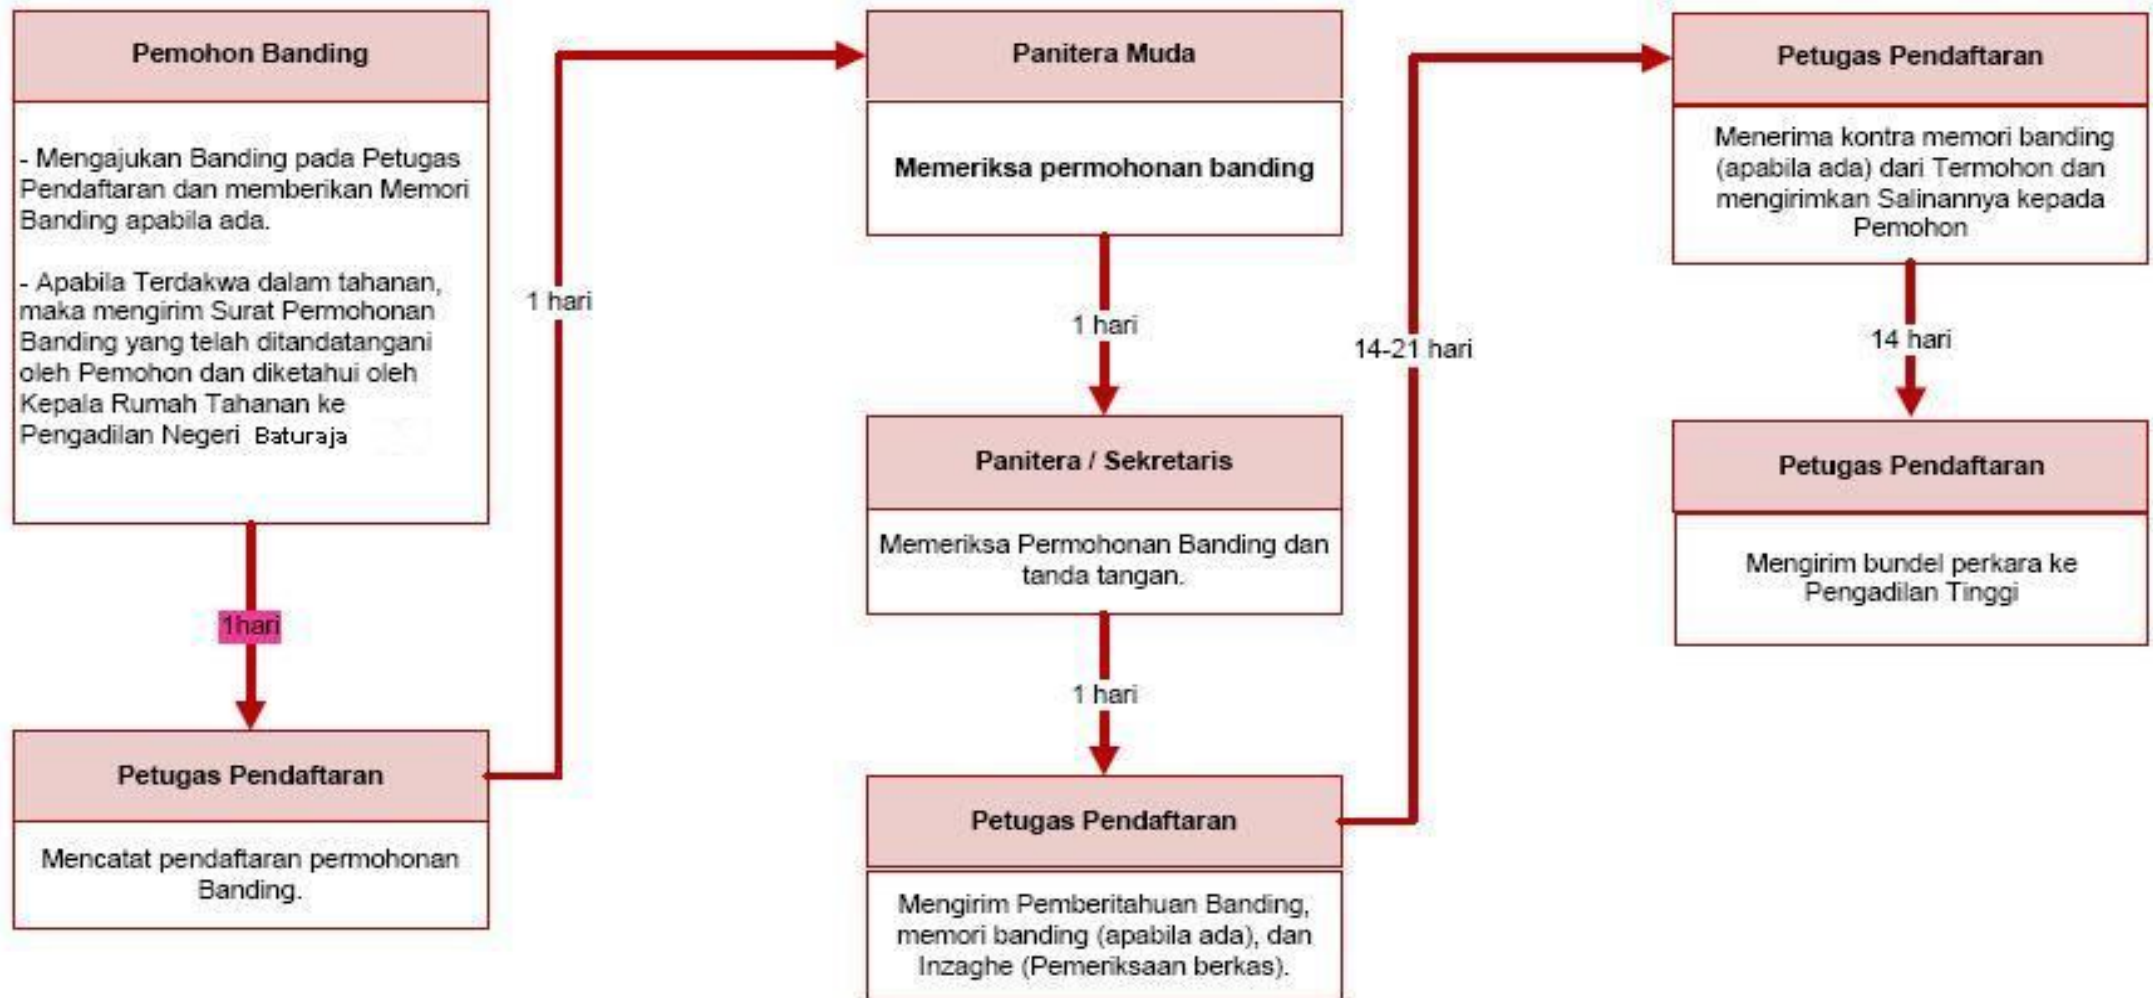 Pemohon Banding
- Mengajukan Banding pada Petugas
Pendaftaran dan memberikan Memori
Banding apabila ada.
- Apabila Terdakwa dalam tahanan,
maka mengirim Surat Permohonan
Banding yang telah ditandatangani
oleh Pemohon dan diketahui oleh
Kepala Rumah Tahanan ke
Pengadilan Negeri Baturaja
1hari
Petugas Pendaftaran
Mencatat pendaftaran permohonan
Banding.
1 hari
Panitera Muda
Memeriksa permohonan banding
1 hari
Panitera / Sekretaris
Memeriksa Permohonan Banding dan
tanda tangan.
1 hari
Petugas Pendaftaran
Mengirim Pemberitahuan Banding,
memori banding (apabila ada), dan
Inzaghe (Pemeriksaan berkas).
14-21 hari
Petugas Pendaftaran
Menerima kontra memori banding
(apabila ada) dari Termohon dan
mengirimkan Salinannya kepada
Pemohon
14 hari
Petugas Pendaftaran
Mengirim bundel perkara ke
Pengadilan Tinggi